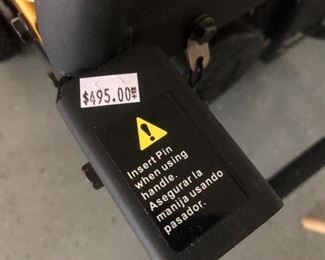 $495.00
Insert Pin
when using
handle.
Asegurar la
manija usando
pasador.